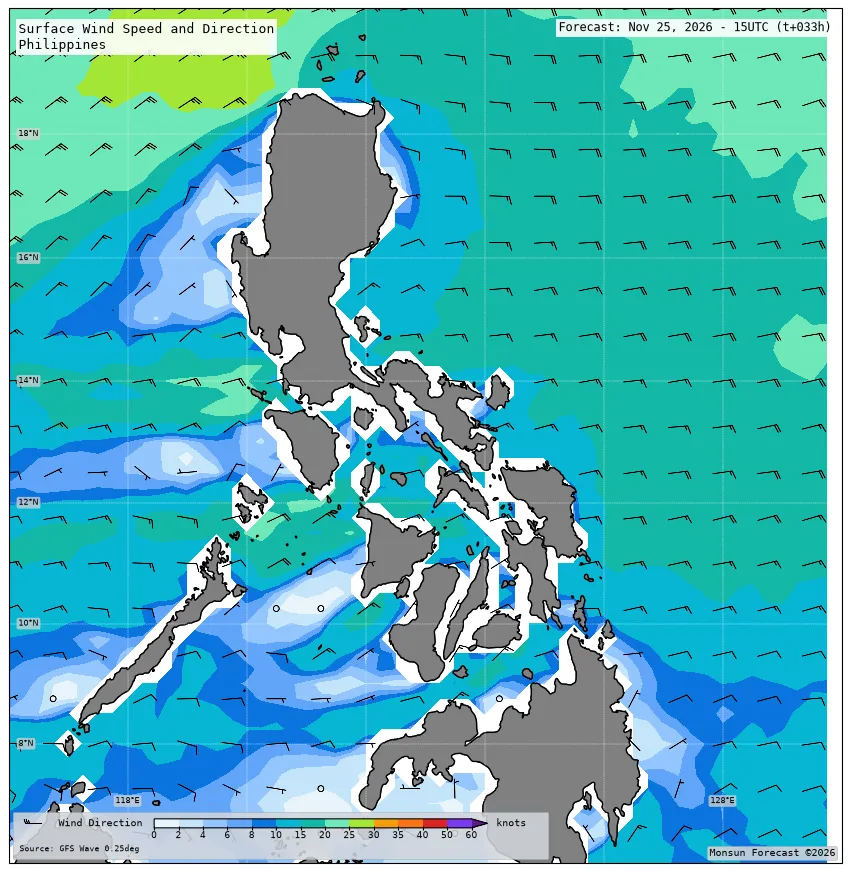 Surface Wind Speed and Direction
Philippines
Forecast: Nov 25, 2026 - 15UTC (t+033h)
18°N
16°N
14°N
12°N
10°N
8°N
118°E
128°E
Wind Direction
0 2 4 6 8 10 15 20 25 30 35 40 50 60
knots
Source: GFS Wave 0.25deg
Monsun Forecast ©2026